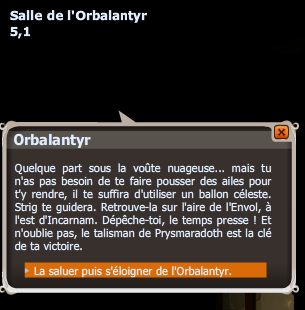 Salle de l'Orbalantyr
5,1
Orbalantyr
Quelque part sous la voûte nuageuse... mais tu
n'as pas besoin de te faire pousser des ailes pour
t'y rendre, il te suffira d'utiliser un ballon céleste.
Strig te guidera. Retrouve-la sur l'aire de l'Envol, à
l'est d'Incarnam. Dépêche-toi, le temps presse ! Et
n'oublie pas, le talisman de Prysmaradoth est la clé
de ta victoire.
La saluer puis s'éloigner de l'Orbalantyr.